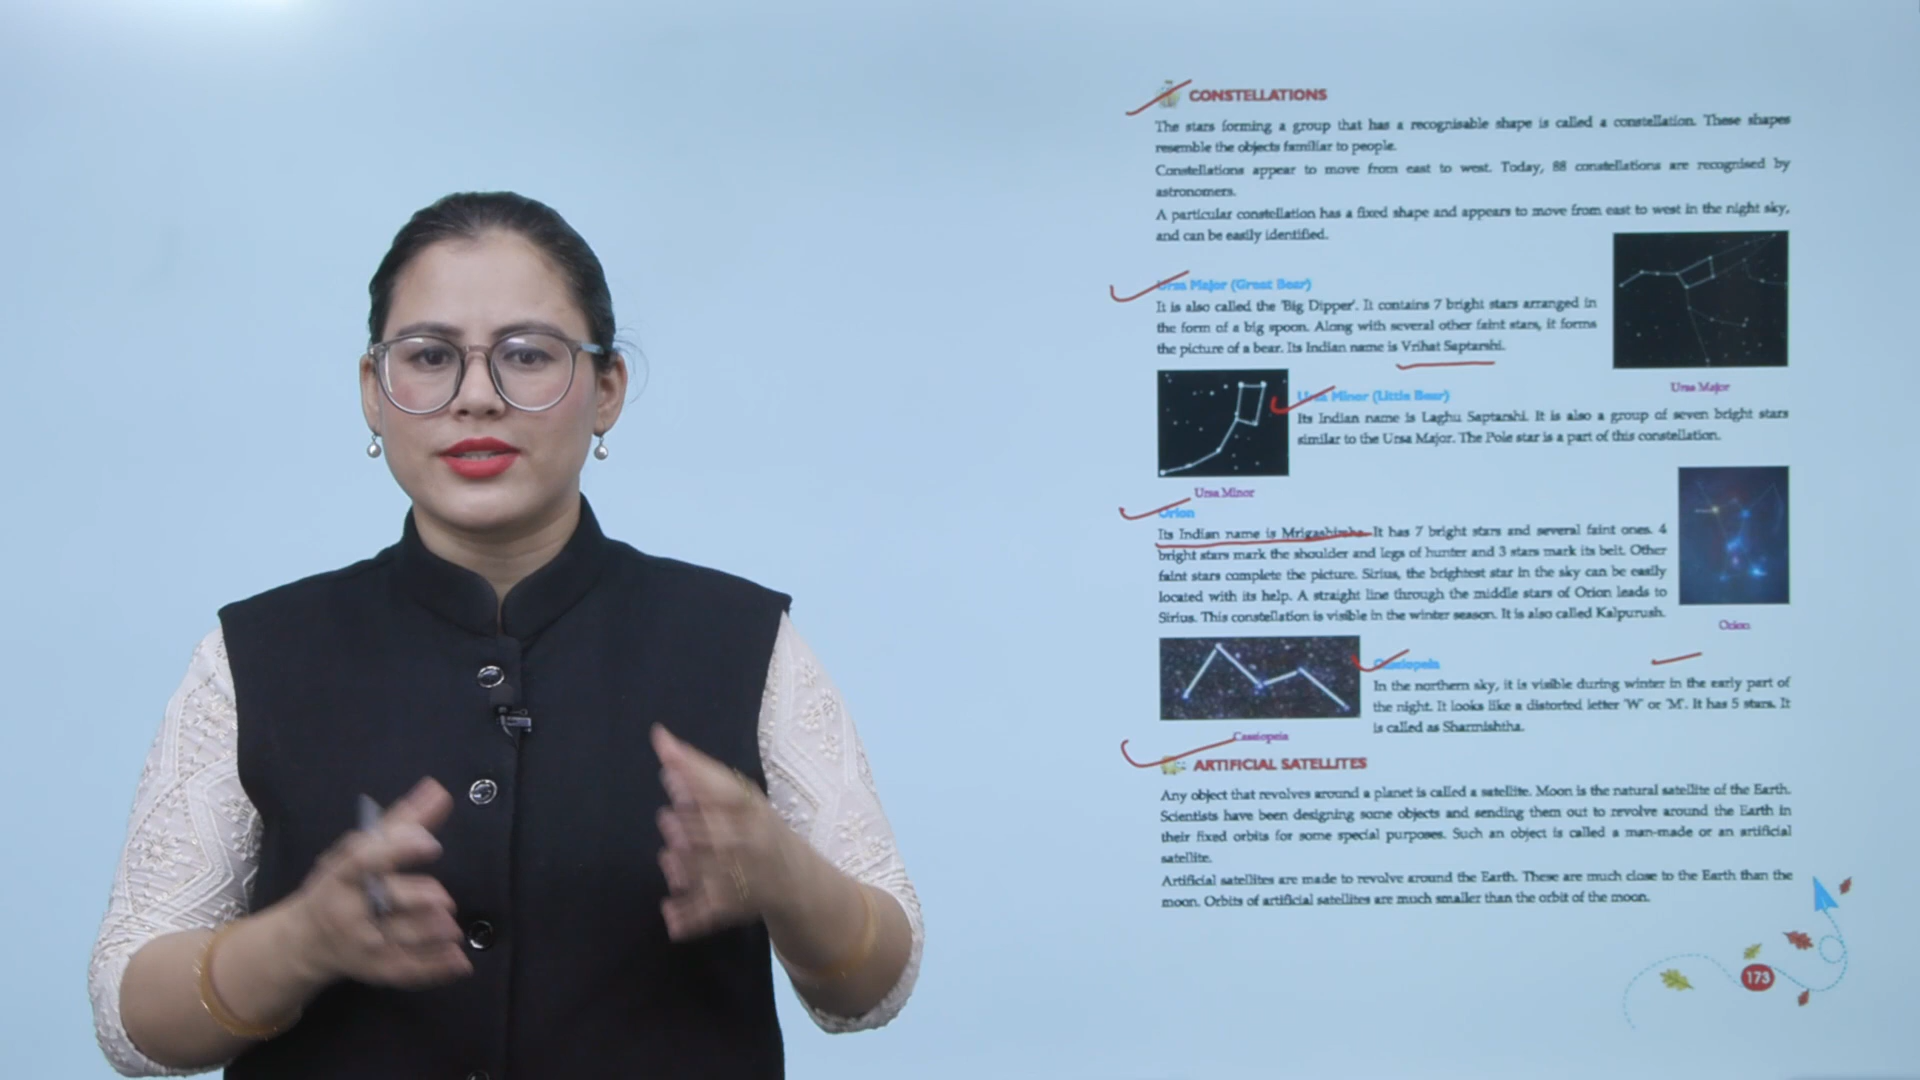 CONSTELLATIONS
The stars forming a group that has a recognisable shape is called a constellation. These shapes
resemble the objects familiar to people.
Constellations appear to move from east to west. Today, 88 constellations are recognised by
astronomers.
A particular constellation has a fixed shape and appears to move from east to west in the night sky,
and can be easily identified.
Ursa Major (Great Bear)
It is also called the 'Big Dipper'. It contains 7 bright stars arranged in
the form of a big spoon. Along with several other faint stars, it forms
the picture of a bear. Its Indian name is Vrihat Saptarshi.
Ursa Major
Ursa Minor (Little Bear)
Its Indian name is Laghu Saptarshi. It is also a group of seven bright stars
similar to the Ursa Major. The Pole star is a part of this constellation.
Ursa Minor
Orion
Its Indian name is Mrigashirsha. It has 7 bright stars and several faint ones. 4
bright stars mark the shoulder and legs of hunter and 3 stars mark its belt. Other
faint stars complete the picture. Sirius, the brightest star in the sky can be easily
located with its help. A straight line through the middle stars of Orion leads to
Sirius. This constellation is visible in the winter season. It is also called Kalpurush.
Orion
Cassiopeia
In the northern sky, it is visible during winter in the early part of
the night. It looks like a distorted letter 'W' or 'M'. It has 5 stars. It
is called as Sharmishtha.
Cassiopeia
ARTIFICIAL SATELLITES
Any object that revolves around a planet is called a satellite. Moon is the natural satellite of the Earth.
Scientists have been designing some objects and sending them out to revolve around the Earth in
their fixed orbits for some special purposes. Such an object is called a man-made or an artificial
satellite.
Artificial satellites are made to revolve around the Earth. These are much close to the Earth than the
moon. Orbits of artificial satellites are much smaller than the orbit of the moon.
173